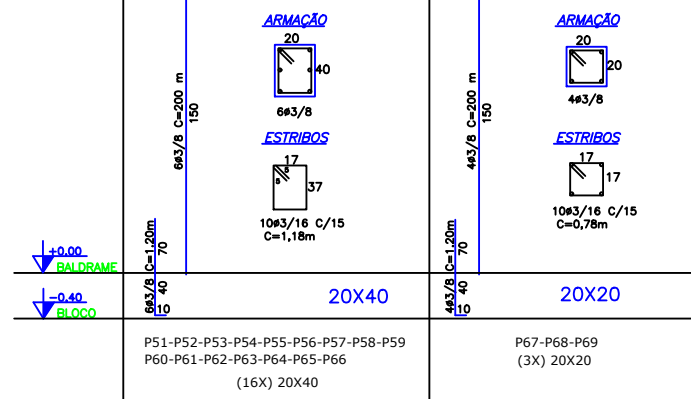 ARMAÇÃO
20
40
6ø3/8
6ø3/8 C=200 m
150
ESTRIBOS
17
5
5
37
10ø3/16 C/15
C=1,18m
6ø3/8 C=1.20m
70
40
10
+0.00
BALDRAME
-0.40
BLOCO
20X40
P51-P52-P53-P54-P55-P56-P57-P58-P59
P60-P61-P62-P63-P64-P65-P66
(16X) 20X40
ARMAÇÃO
20
20
4ø3/8
4ø3/8 C=200 m
150
ESTRIBOS
17
17
10ø3/16 C/15
C=0,78m
4ø3/8 C=1.20m
70
40
10
20X20
P67-P68-P69
(3X) 20X20